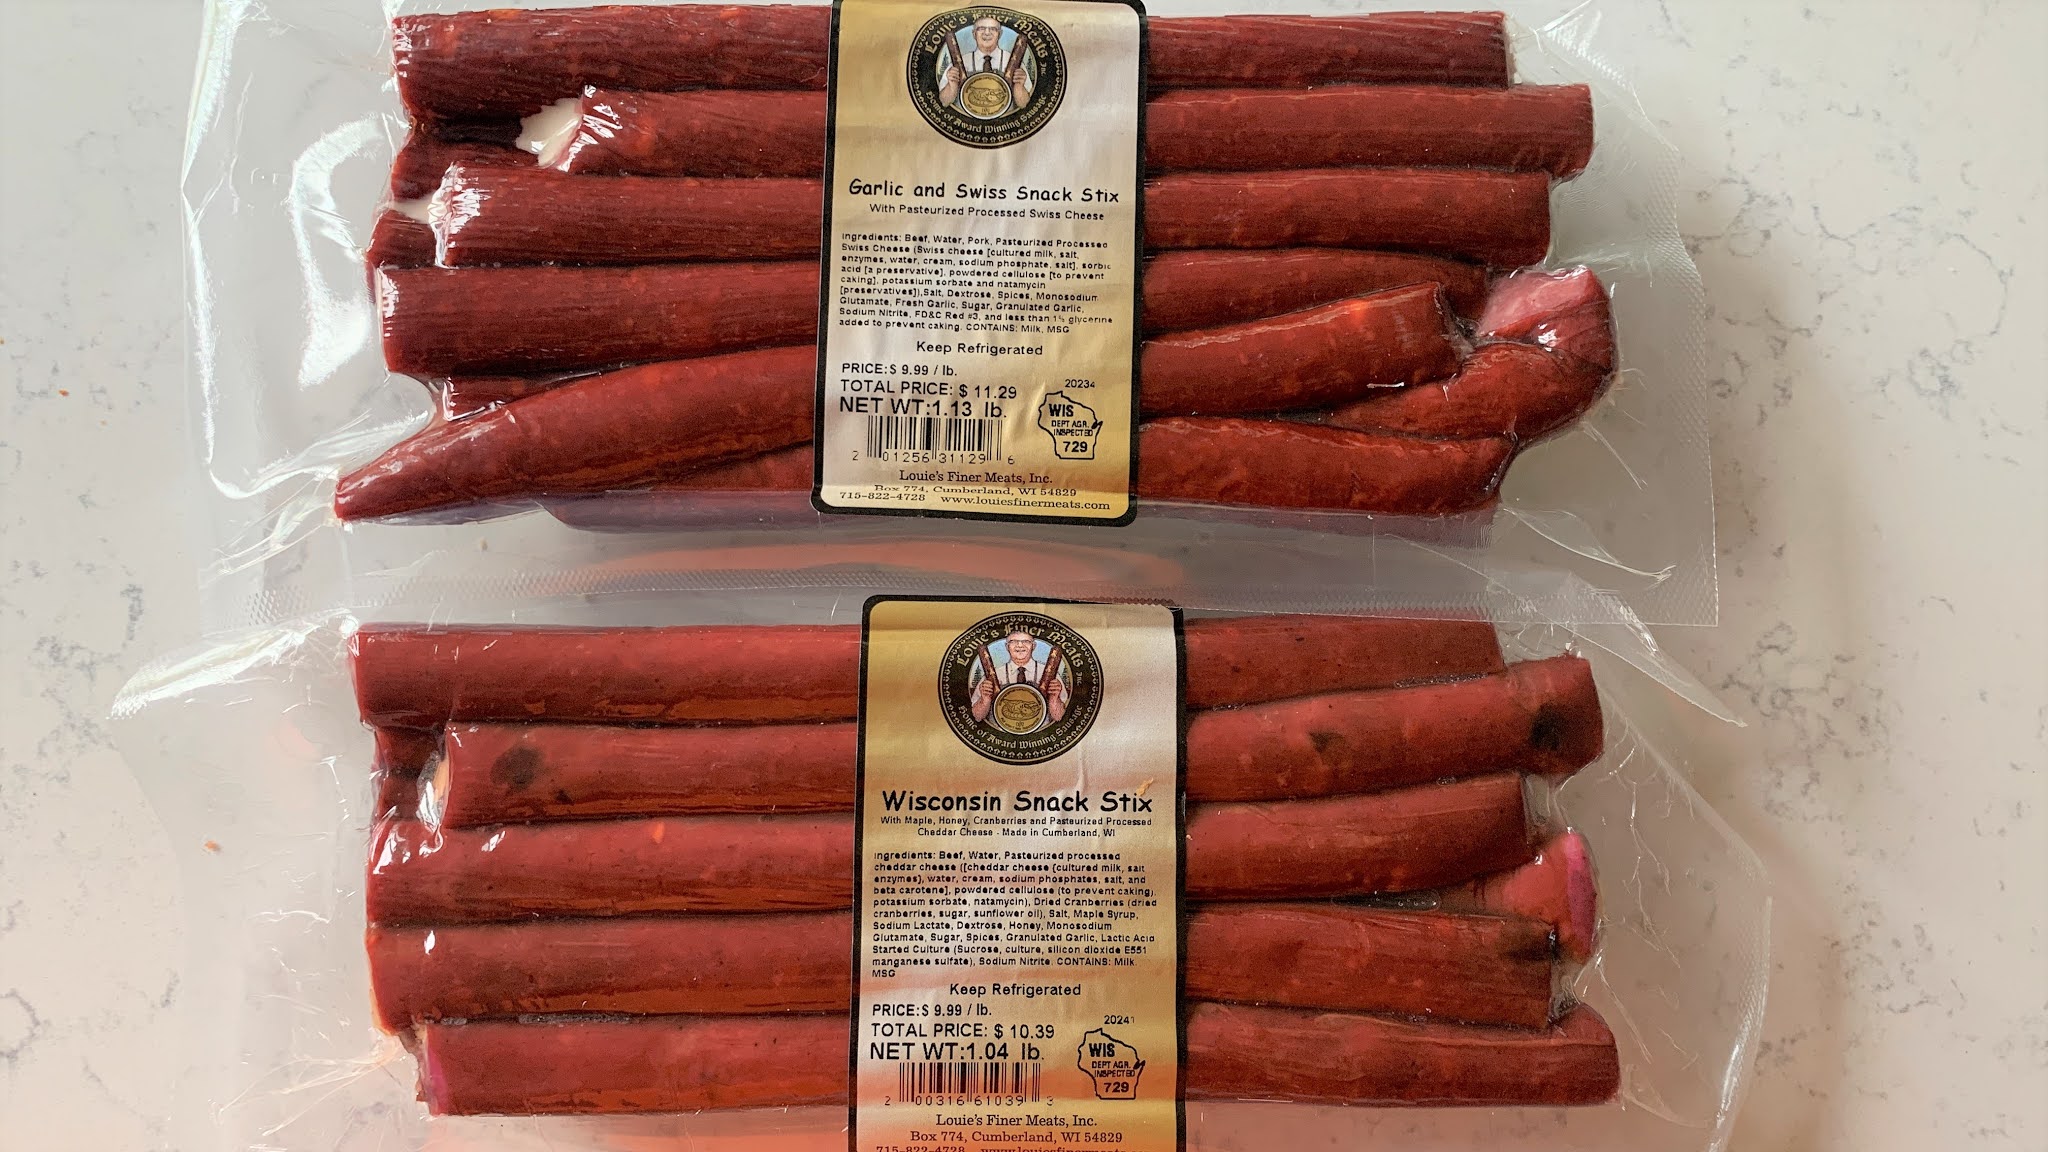 Louie's Finer Meats Inc.
Home of Award Winning Sausage
Garlic and Swiss Snack Stix
With Pasteurized Processed Swiss Cheese
Ingredients: Beef, Water, Pork, Pasteurized Processed
Swiss Cheese (Swiss cheese [cultured milk, salt,
enzymes, water, cream, sodium phosphate, salt], sorbic
acid [a preservative], powdered cellulose [to prevent
caking], potassium sorbate and natamycin
[preservatives]),Salt, Dextrose, Spices, Monosodium
Glutamate, Fresh Garlic, Sugar, Granulated Garlic,
Sodium Nitrite, FD&C Red #3, and less than 1% glycerine
added to prevent caking. CONTAINS: Milk, MSG
Keep Refrigerated
PRICE:$ 9.99 / lb.
TOTAL PRICE: $ 11.29
NET WT:1.13 lb.
20234
WIS
DEPT AGR.
INSPECTED
729
2 01256 31129 6
Louie's Finer Meats, Inc.
Box 774, Cumberland, WI 54829
715-822-4728 www.louiesfinermeats.com
Louie's Finer Meats Inc.
Home of Award Winning Sausage
Wisconsin Snack Stix
With Maple, Honey, Cranberries and Pasteurized Processed
Cheddar Cheese - Made in Cumberland, WI
Ingredients: Beef, Water, Pasteurized processed
cheddar cheese ([cheddar cheese {cultured milk, salt
enzymes}, water, cream, sodium phosphates, salt, and
beta carotene], powdered cellulose (to prevent caking),
potassium sorbate, natamycin), Dried Cranberries (dried
cranberries, sugar, sunflower oil), Salt, Maple Syrup,
Sodium Lactate, Dextrose, Honey, Monosodium
Glutamate, Sugar, Spices, Granulated Garlic, Lactic Acid
Started Culture (Sucrose, culture, silicon dioxide E551
manganese sulfate), Sodium Nitrite. CONTAINS: Milk
MSG
Keep Refrigerated
PRICE:$ 9.99 / lb.
TOTAL PRICE: $ 10.39
NET WT:1.04 lb.
20241
WIS
DEPT AGR.
INSPECTED
729
2 00316 61039 3
Louie's Finer Meats, Inc.
Box 774, Cumberland, WI 54829
715-822-4728